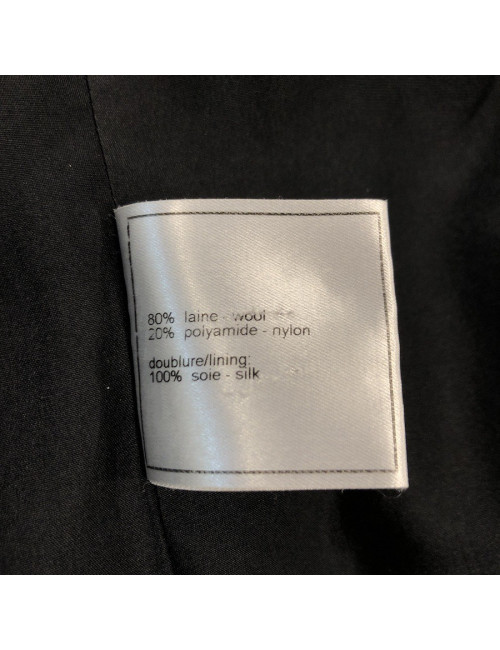 80% laine - wool
20% polyamide - nylon
doublure/lining:
100% soie - silk